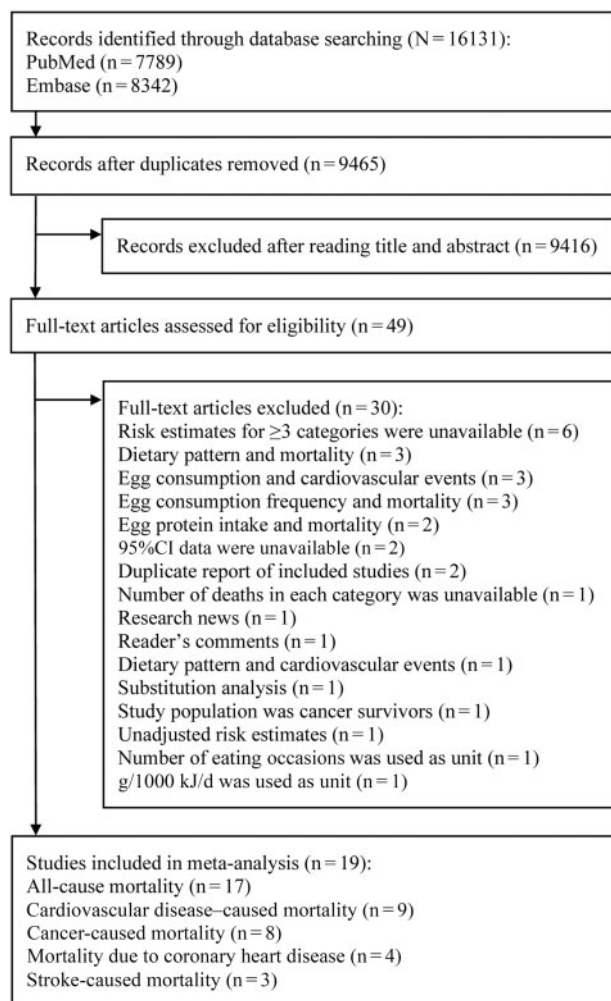 Records identified through database searching (N = 16131):
PubMed (n = 7789)
Embase (n = 8342)
Records after duplicates removed (n = 9465)
Records excluded after reading title and abstract (n = 9416)
Full-text articles assessed for eligibility (n = 49)
Full-text articles excluded (n = 30):
Risk estimates for ≥3 categories were unavailable (n = 6)
Dietary pattern and mortality (n = 3)
Egg consumption and cardiovascular events (n = 3)
Egg consumption frequency and mortality (n = 3)
Egg protein intake and mortality (n = 2)
95%CI data were unavailable (n = 2)
Duplicate report of included studies (n = 2)
Number of deaths in each category was unavailable (n = 1)
Research news (n = 1)
Reader’s comments (n = 1)
Dietary pattern and cardiovascular events (n = 1)
Substitution analysis (n = 1)
Study population was cancer survivors (n = 1)
Unadjusted risk estimates (n = 1)
Number of eating occasions was used as unit (n = 1)
g/1000 kJ/d was used as unit (n = 1)
Studies included in meta-analysis (n = 19):
All-cause mortality (n = 17)
Cardiovascular disease–caused mortality (n = 9)
Cancer-caused mortality (n = 8)
Mortality due to coronary heart disease (n = 4)
Stroke-caused mortality (n = 3)